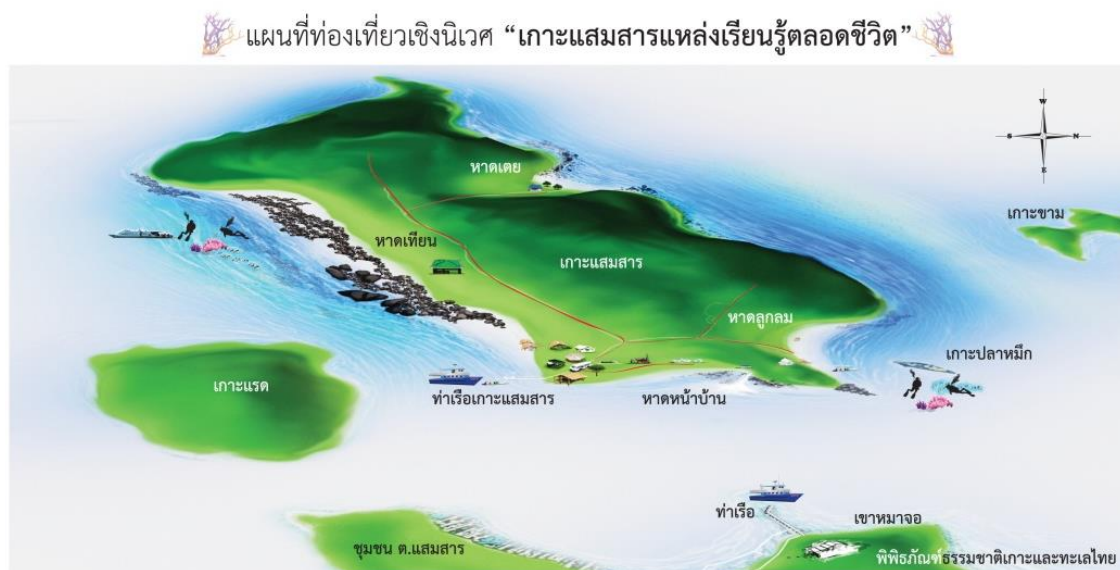 แผนที่ท่องเที่ยวเชิงนิเวศ “เกาะแสมสารแหล่งเรียนรู้ตลอดชีวิต”
W
S N
E
หาดเตย
เกาะขาม
หาดเทียน
เกาะแสมสาร
หาดลูกลม
เกาะปลาหมึก
เกาะแรด
ท่าเรือเกาะแสมสาร
หาดหน้าบ้าน
ท่าเรือ
เขาหมาจอ
ชุมชน ต.แสมสาร
พิพิธภัณฑ์ธรรมชาติเกาะและทะเลไทย